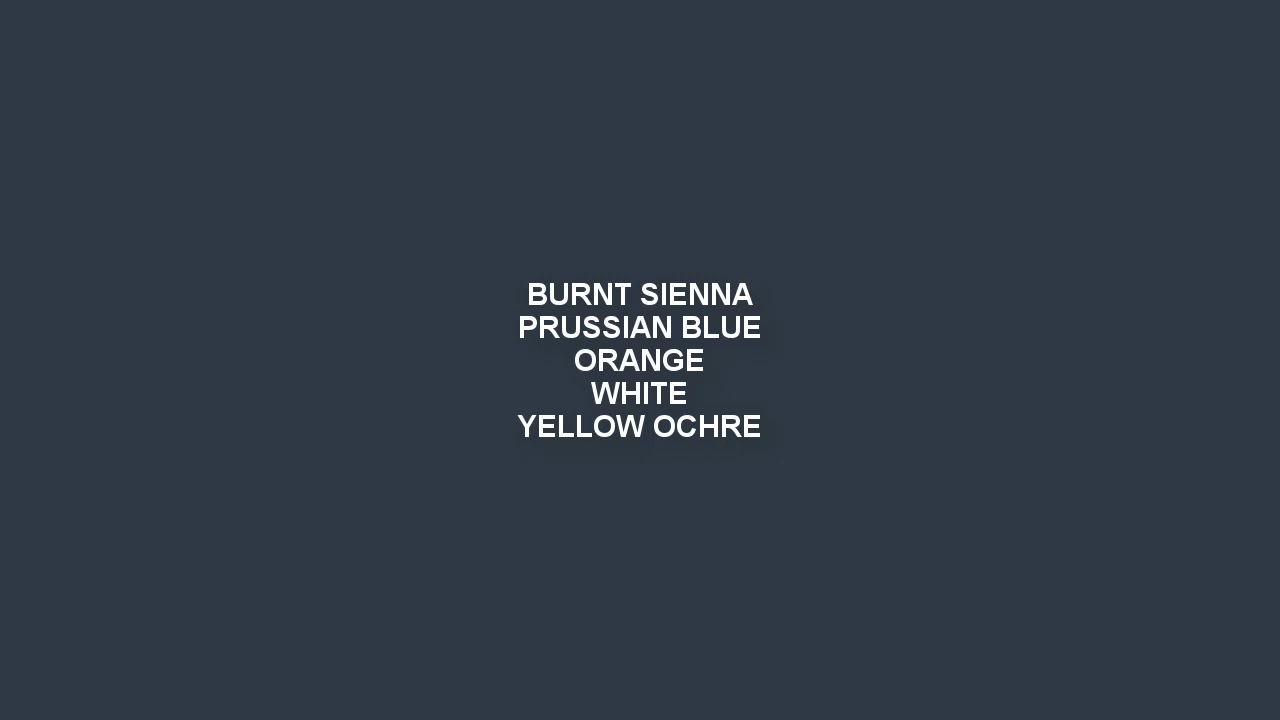 BURNT SIENNA
PRUSSIAN BLUE
ORANGE
WHITE
YELLOW OCHRE